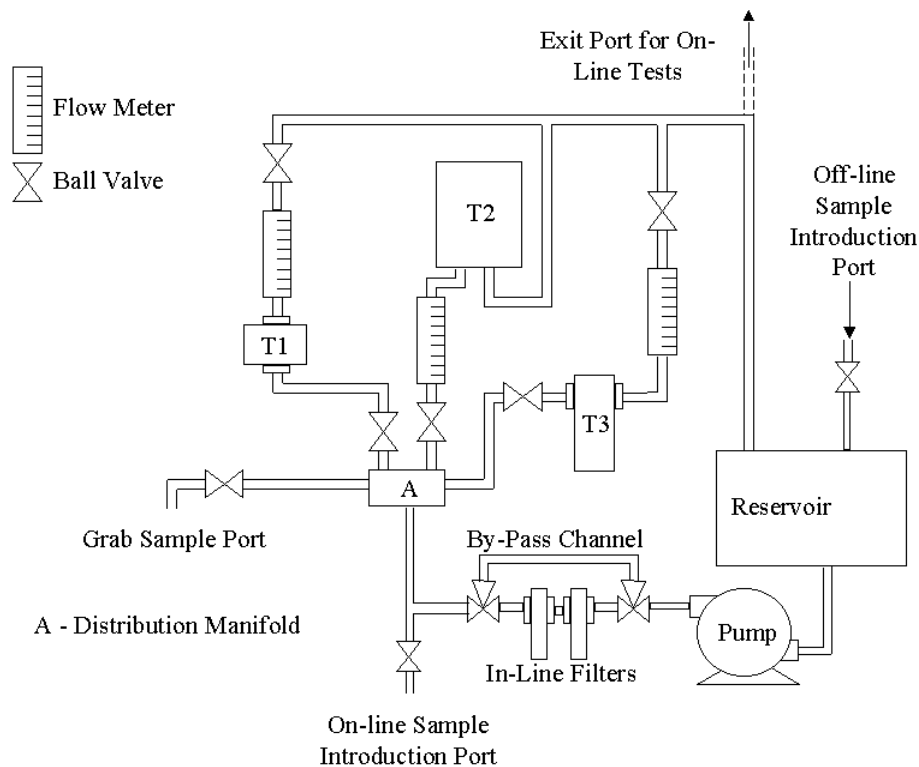 Exit Port for On-
Line Tests
Flow Meter
Ball Valve
Off-line
Sample
Introduction
Port
T2
T1
T3
A
Reservoir
Grab Sample Port
By-Pass Channel
A - Distribution Manifold
Pump
In-Line Filters
On-line Sample
Introduction Port